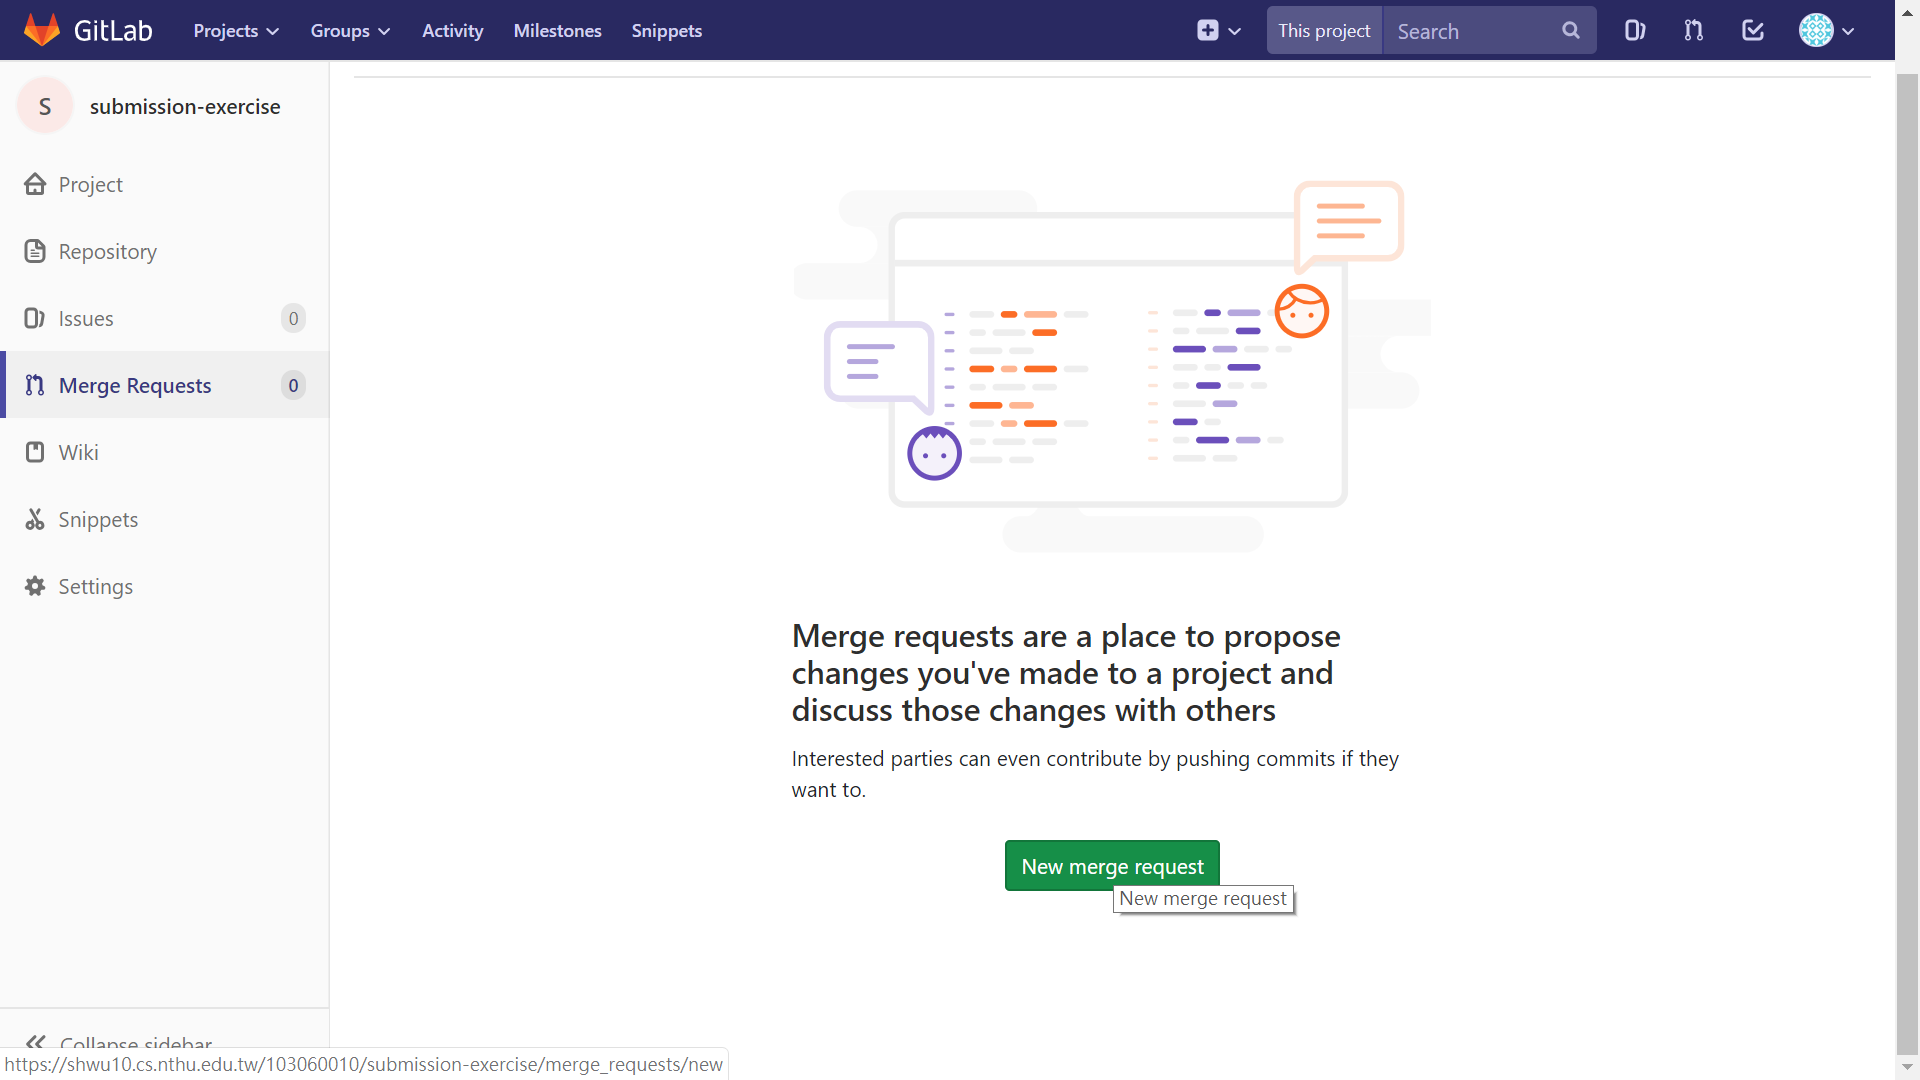 GitLab Projects Groups Activity Milestones Snippets This project Search
S submission-exercise
Project
Repository
Issues 0
Merge Requests 0
Wiki
Snippets
Settings
Merge requests are a place to propose
changes you've made to a project and
discuss those changes with others
Interested parties can even contribute by pushing commits if they
want to.
New merge request
New merge request
Collapse sidebar
https://shwu10.cs.nthu.edu.tw/103060010/submission-exercise/merge_requests/new